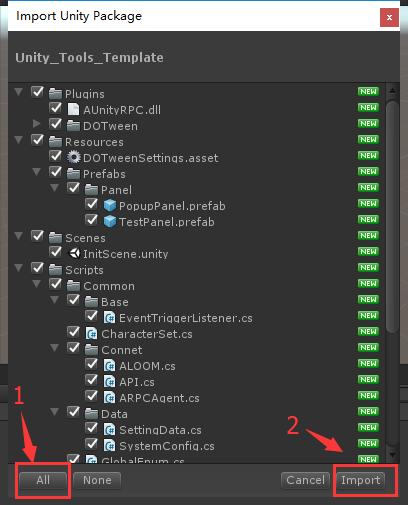 Import Unity Package
x
Unity_Tools_Template
Plugins NEW
AUnityRPC.dll NEW
DOTween NEW
Resources NEW
DOTweenSettings.asset NEW
Prefabs NEW
Panel NEW
PopupPanel.prefab NEW
TestPanel.prefab NEW
Scenes NEW
InitScene.unity NEW
Scripts NEW
Common NEW
Base NEW
EventTriggerListener.cs NEW
CharacterSet.cs NEW
Connet NEW
ALOOM.cs NEW
API.cs NEW
ARPCAgent.cs NEW
Data NEW
SettingData.cs NEW
SystemConfig.cs NEW
GlobalEnum.cs NEW
1
2
All None Cancel Import